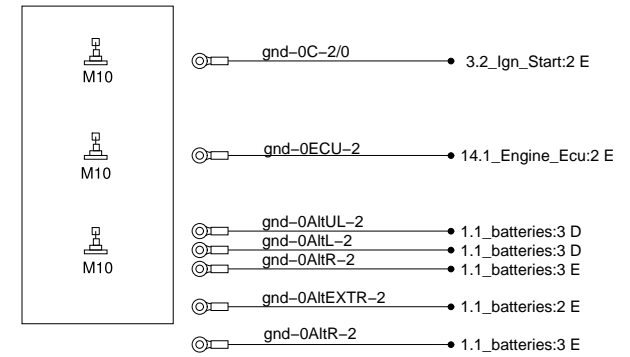 gnd−0C−2/0
3.2_Ign_Start:2 E
M10
gnd−0ECU−2
14.1_Engine_Ecu:2 E
M10
gnd−0AltUL−2
1.1_batteries:3 D
gnd−0AltL−2
1.1_batteries:3 D
gnd−0AltR−2
1.1_batteries:3 E
M10
gnd−0AltEXTR−2
1.1_batteries:2 E
gnd−0AltR−2
1.1_batteries:3 E